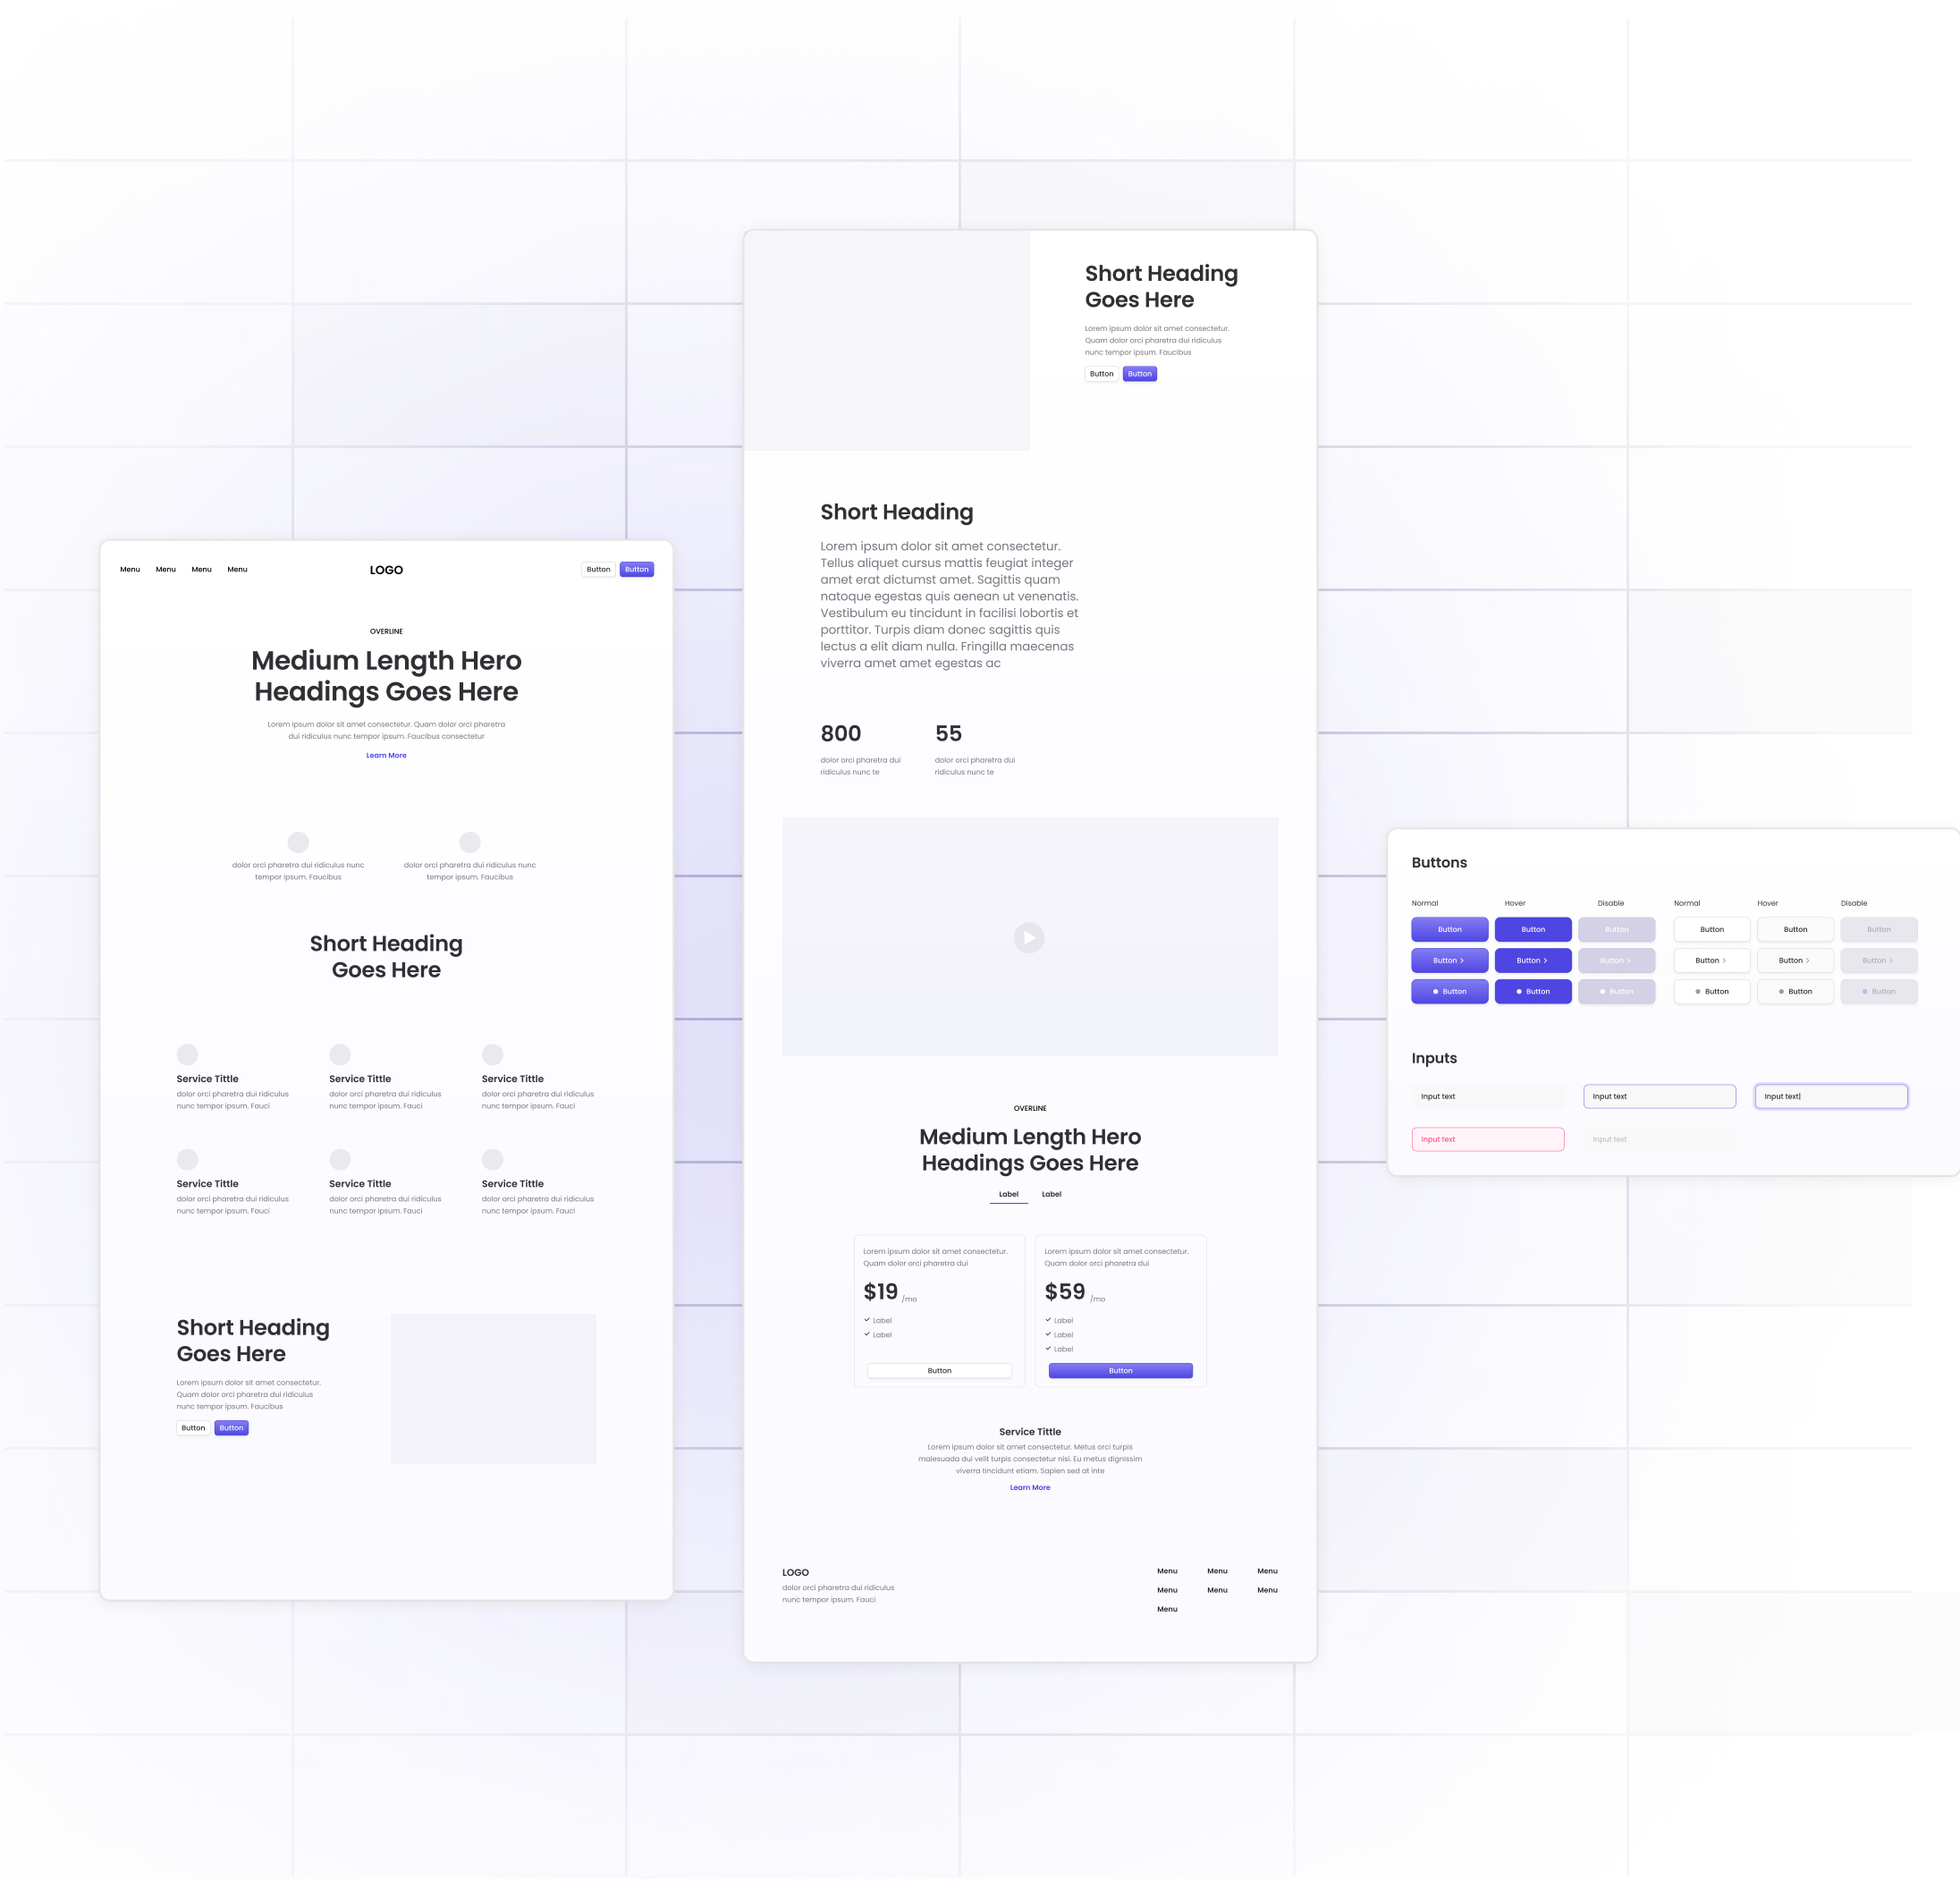 Menu Menu Menu Menu LOGO Button Button
OVERLINE
Medium Length Hero
Headings Goes Here
Lorem ipsum dolor sit amet consectetur. Quam dolor orci pharetra
dui ridiculus nunc tempor ipsum. Faucibus consectetur
Learn More
dolor orci pharetra dui ridiculus nunc
tempor ipsum. Faucibus
dolor orci pharetra dui ridiculus nunc
tempor ipsum. Faucibus
Short Heading
Goes Here
Service Tittle
dolor orci pharetra dui ridiculus
nunc tempor ipsum. Fauci
Service Tittle
dolor orci pharetra dui ridiculus
nunc tempor ipsum. Fauci
Service Tittle
dolor orci pharetra dui ridiculus
nunc tempor ipsum. Fauci
Service Tittle
dolor orci pharetra dui ridiculus
nunc tempor ipsum. Fauci
Service Tittle
dolor orci pharetra dui ridiculus
nunc tempor ipsum. Fauci
Service Tittle
dolor orci pharetra dui ridiculus
nunc tempor ipsum. Fauci
Short Heading
Goes Here
Lorem ipsum dolor sit amet consectetur.
Quam dolor orci pharetra dui ridiculus
nunc tempor ipsum. Faucibus
Button Button
Short Heading
Goes Here
Lorem ipsum dolor sit amet consectetur.
Quam dolor orci pharetra dui ridiculus
nunc tempor ipsum. Faucibus
Button Button
Short Heading
Lorem ipsum dolor sit amet consectetur.
Tellus aliquet cursus mattis feugiat integer
amet erat dictumst amet. Sagittis quam
natoque egestas quis aenean ut venenatis.
Vestibulum eu tincidunt in facilisi lobortis et
porttitor. Turpis diam donec sagittis quis
lectus a elit diam nulla. Fringilla maecenas
viverra amet amet egestas ac
800
dolor orci pharetra dui
ridiculus nunc te
55
dolor orci pharetra dui
ridiculus nunc te
OVERLINE
Medium Length Hero
Headings Goes Here
Label Label
Lorem ipsum dolor sit amet consectetur.
Quam dolor orci pharetra dui
$19 /mo
Label
Label
Button
Lorem ipsum dolor sit amet consectetur.
Quam dolor orci pharetra dui
$59 /mo
Label
Label
Label
Button
Service Tittle
Lorem ipsum dolor sit amet consectetur. Metus orci turpis
malesuada dui velit turpis consectetur nisi. Eu metus dignissim
viverra tincidunt etiam. Sapien sed at inte
Learn More
LOGO
dolor orci pharetra dui ridiculus
nunc tempor ipsum. Fauci
Menu Menu Menu
Menu Menu Menu
Menu
Buttons
Normal Hover Disable Normal Hover Disable
Button Button Button Button Button Button
Button Button Button Button Button Button
Button Button Button Button Button Button
Inputs
Input text Input text Input text
Input text Input text